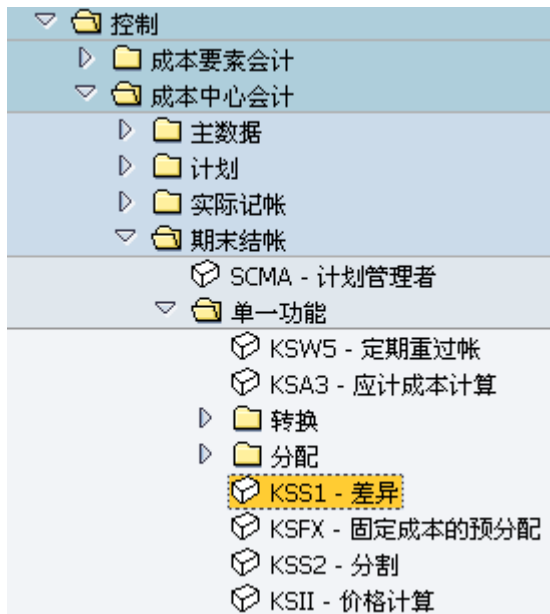 控制
成本要素会计
成本中心会计
主数据
计划
实际记帐
期末结帐
SCMA - 计划管理者
单一功能
KSW5 - 定期重过帐
KSA3 - 应计成本计算
转换
分配
KSS1 - 差异
KSFX - 固定成本的预分配
KSS2 - 分割
KSII - 价格计算